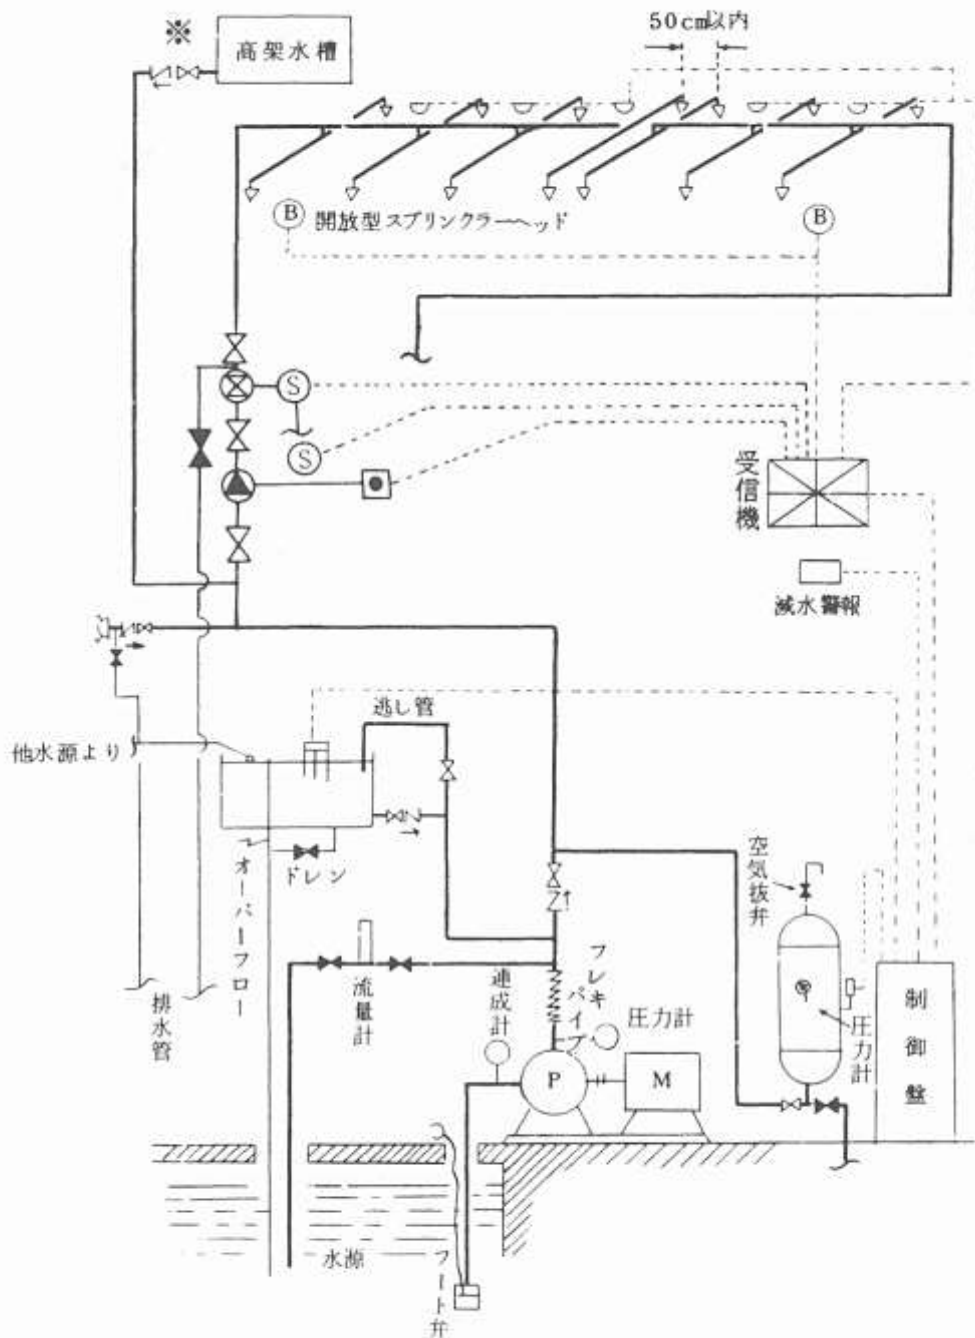 ※
高架水槽
50cm以内
B
開放型スプリンクラーヘッド
B
S
S
受信機
減水警報
逃し管
他水源より
ドレン
オーバーフロー
空気抜弁
流量計
連成計
フレキパイプ
圧力計
圧力計
制御盤
排水管
P
M
水源
フート弁